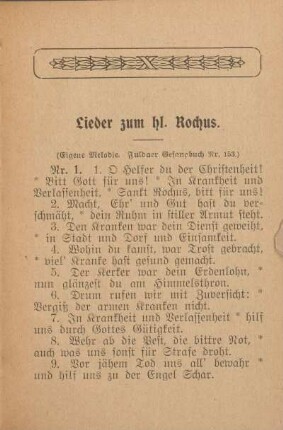 Lieder zum hl. Rochus.
(Eigene Melodie. Fuldaer Gesangbuch Nr. 153.)
Nr. 1. 1. O Helfer du der Christenheit!
* Bitt Gott für uns! * In Krankheit und
Verlassenheit, * Sankt Rochus, bitt für uns!
2. Macht, Ehr' und Gut hast du ver-
schmäht, * dein Ruhm in stiller Armut steht.
3. Den Kranken war dein Dienst geweiht,
* in Stadt und Dorf und Einsamkeit.
4. Wohin du kamst, war Trost gebracht,
* viel' Kranke hast gesund gemacht.
5. Der Kerker war dein Erdenlohn, *
nun glänzest du am Himmelsthron.
6. Drum rufen wir mit Zuversicht: *
Vergiß der armen Kranken nicht.
7. In Krankheit und Verlassenheit * hilf
uns durch Gottes Gütigkeit.
8. Wehr ab die Pest, die bittre Not, *
auch was uns sonst für Strafe droht.
9. Vor jähem Tod uns all' bewahr *
und hilf uns zu der Engel Schar.